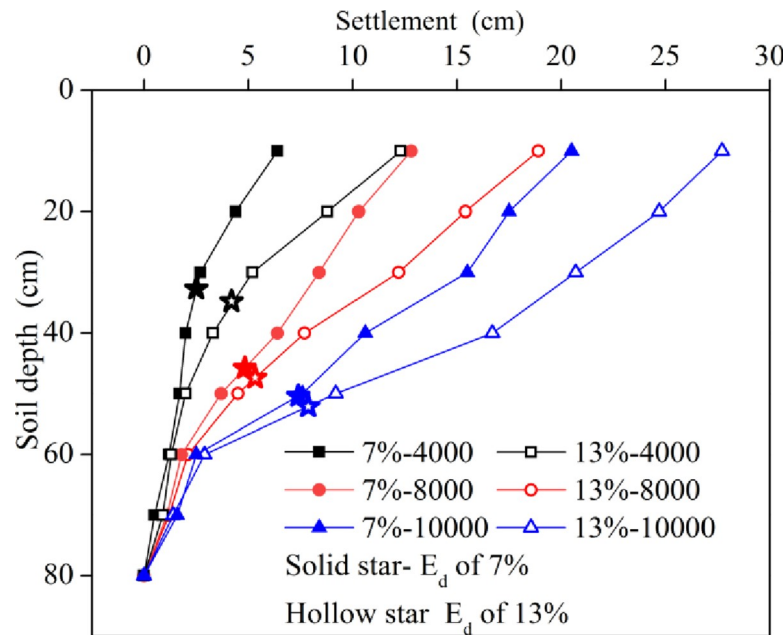 Settlement (cm)
0 5 10 15 20 25 30
0
20
40
60
80
Soil depth (cm)
7%-4000 13%-4000
7%-8000 13%-8000
7%-10000 13%-10000
Solid star- E_d of 7%
Hollow star E_d of 13%